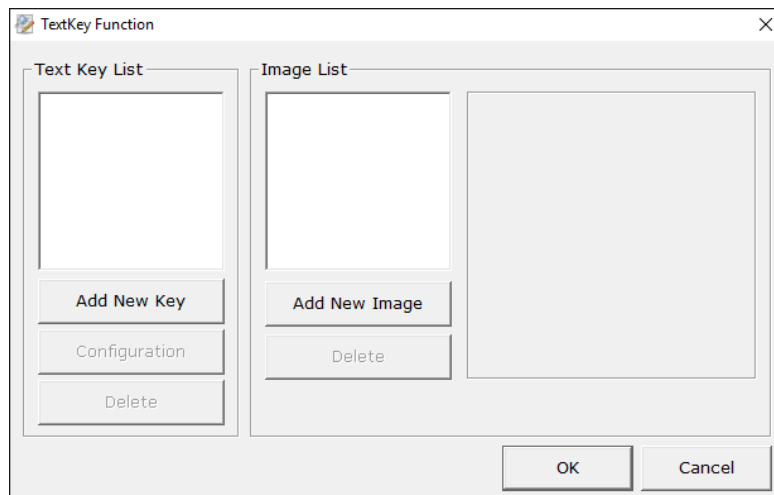 TextKey Function
Text Key List
Add New Key
Configuration
Delete
Image List
Add New Image
Delete
OK
Cancel